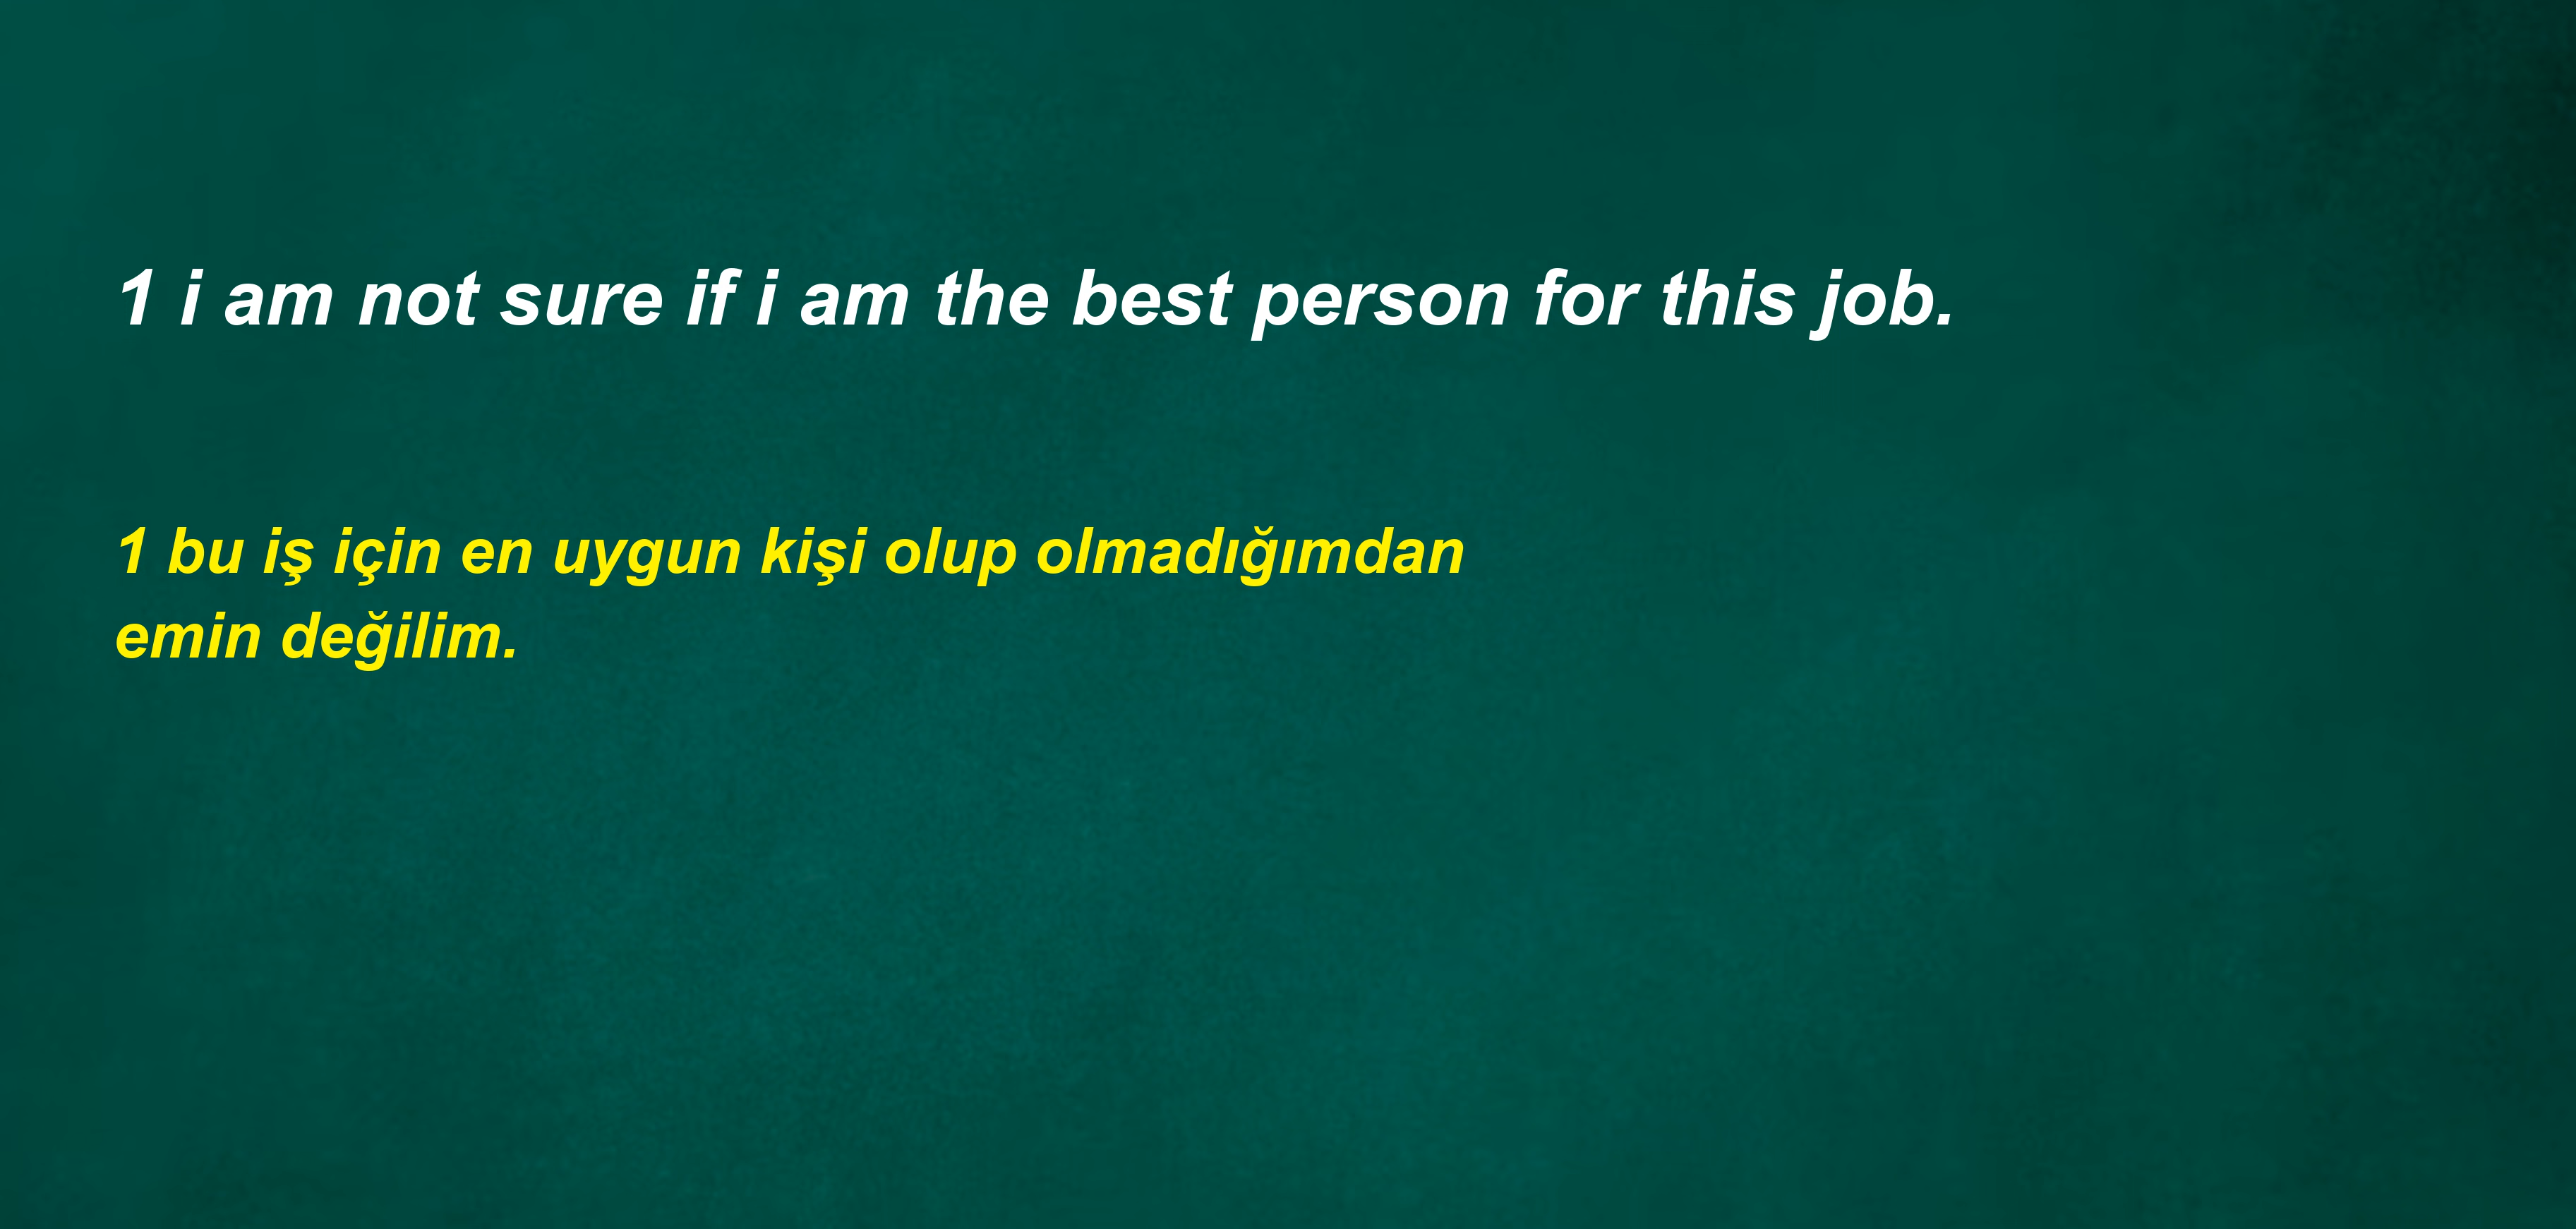 1 i am not sure if i am the best person for this job.
1 bu iş için en uygun kişi olup olmadığımdan
emin değilim.